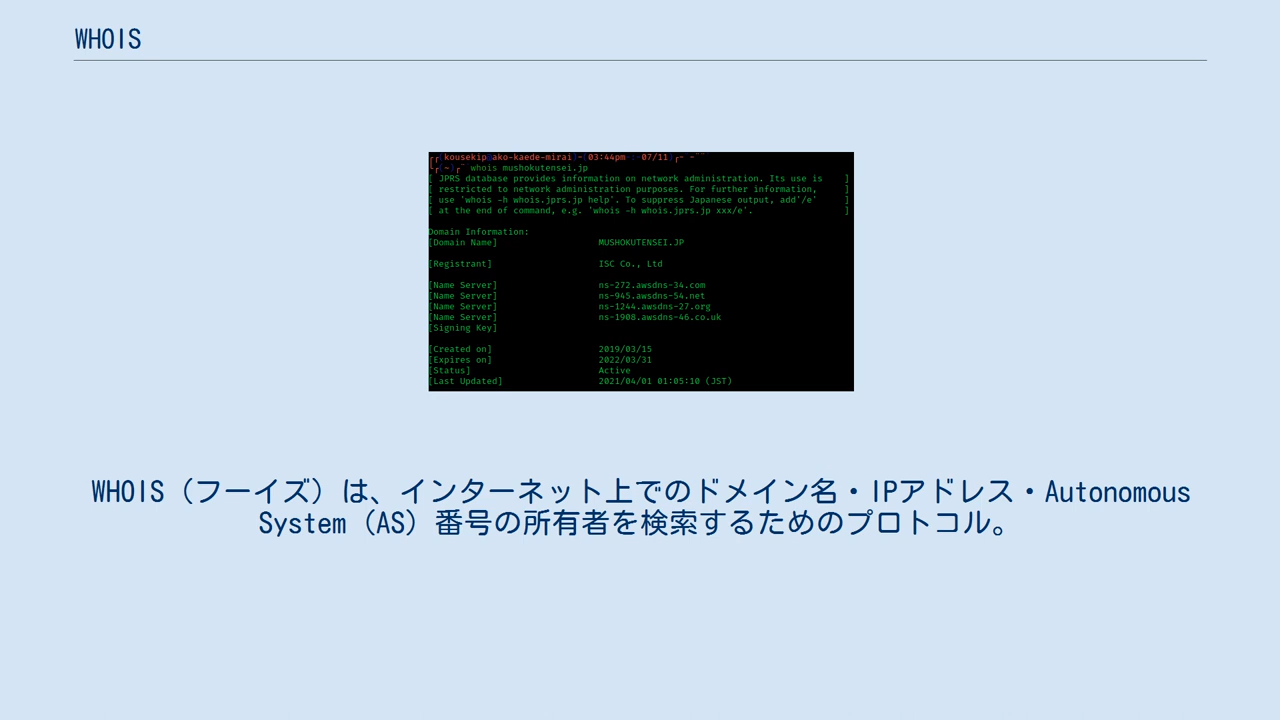 WHOIS
kousekip@ako-kaede-mirai 03:44pm 07/11
~ whois mushokutensei.jp
[ JPRS database provides information on network administration. Its use is ]
[ restricted to network administration purposes. For further information, ]
[ use 'whois -h whois.jprs.jp help'. To suppress Japanese output, add'/e' ]
[ at the end of command, e.g. 'whois -h whois.jprs.jp xxx/e'. ]
Domain Information:
[Domain Name] MUSHOKUTENSEI.JP
[Registrant] ISC Co., Ltd
[Name Server] ns-272.awsdns-34.com
[Name Server] ns-945.awsdns-54.net
[Name Server] ns-1244.awsdns-27.org
[Name Server] ns-1908.awsdns-46.co.uk
[Signing Key]
[Created on] 2019/03/15
[Expires on] 2022/03/31
[Status] Active
[Last Updated] 2021/04/01 01:05:10 (JST)
WHOIS（フーイズ）は、インターネット上でのドメイン名・IPアドレス・Autonomous
System（AS）番号の所有者を検索するためのプロトコル。